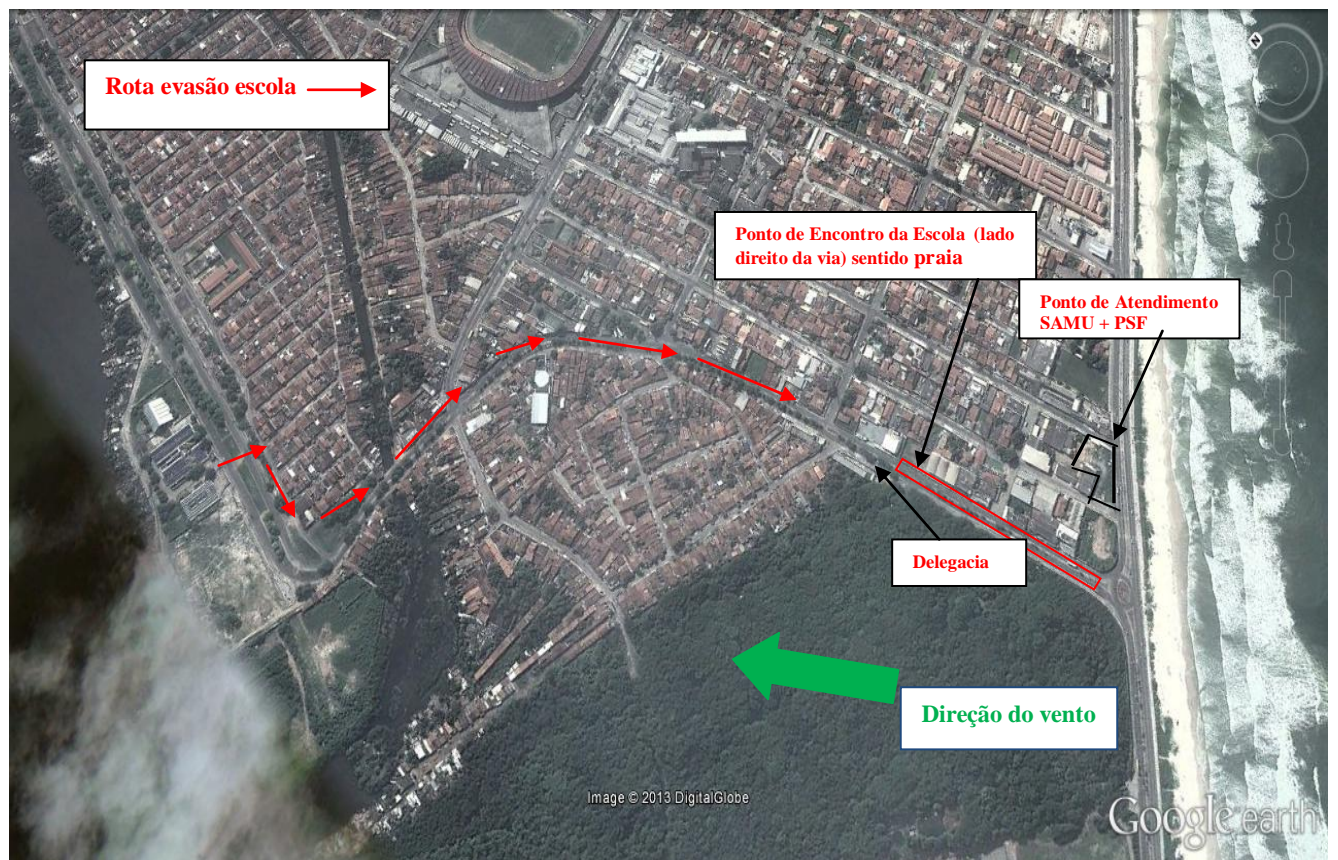 Rota evasão escola
Ponto de Encontro da Escola (lado
direito da via) sentido praia
Ponto de Atendimento
SAMU + PSF
Delegacia
Direção do vento
Image © 2013 DigitalGlobe
Google earth
N